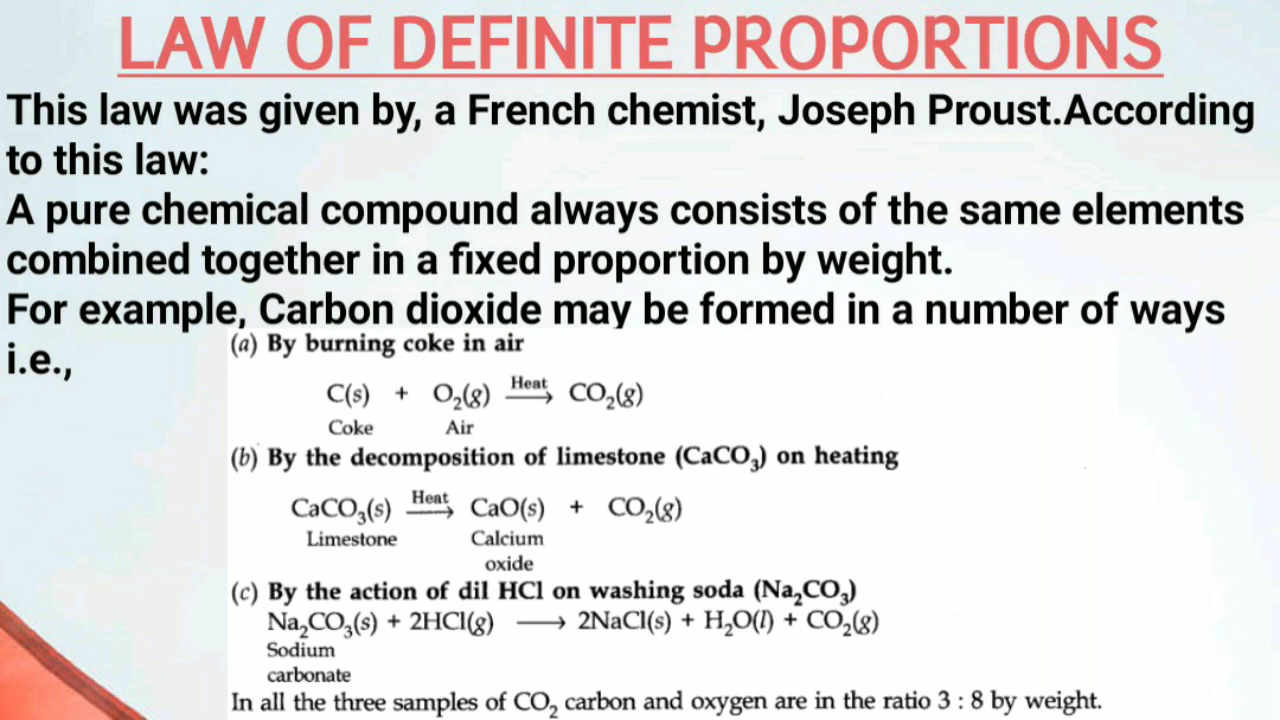 LAW OF DEFINITE PROPORTIONS
This law was given by, a French chemist, Joseph Proust.According
to this law:
A pure chemical compound always consists of the same elements
combined together in a fixed proportion by weight.
For example, Carbon dioxide may be formed in a number of ways
i.e.,
(a) By burning coke in air
C(s) + O₂(g) Heat⟶ CO₂(g)
Coke Air
(b) By the decomposition of limestone (CaCO₃) on heating
CaCO₃(s) Heat⟶ CaO(s) + CO₂(g)
Limestone Calcium
oxide
(c) By the action of dil HCl on washing soda (Na₂CO₃)
Na₂CO₃(s) + 2HCl(g) ⟶ 2NaCl(s) + H₂O(l) + CO₂(g)
Sodium
carbonate
In all the three samples of CO₂ carbon and oxygen are in the ratio 3 : 8 by weight.